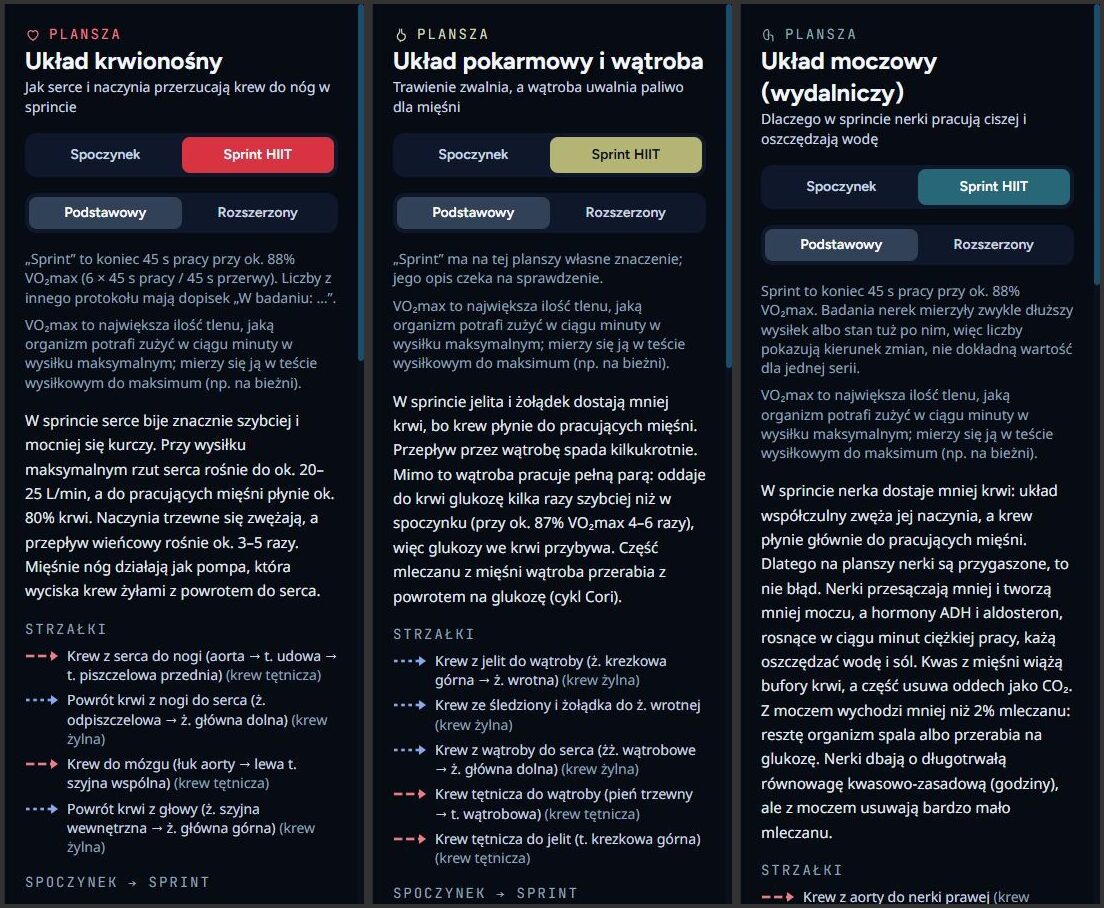 PLANSZA
Układ krwionośny
Jak serce i naczynia przerzucają krew do nóg w
sprincie
Spoczynek
Sprint HIIT
Podstawowy
Rozszerzony
„Sprint” to koniec 45 s pracy przy ok. 88%
VO₂max (6 × 45 s pracy / 45 s przerwy). Liczby z
innego protokołu mają dopisek „W badaniu: …”.
VO₂max to największa ilość tlenu, jaką
organizm potrafi zużyć w ciągu minuty w
wysiłku maksymalnym; mierzy się ją w teście
wysiłkowym do maksimum (np. na bieżni).
W sprincie serce bije znacznie szybciej i
mocniej się kurczy. Przy wysiłku
maksymalnym rzut serca rośnie do ok. 20–
25 L/min, a do pracujących mięśni płynie ok.
80% krwi. Naczynia trzewne się zwężają, a
przepływ wieńcowy rośnie ok. 3–5 razy.
Mięśnie nóg działają jak pompa, która
wyciska krew żyłami z powrotem do serca.
STRZAŁKI
Krew z serca do nogi (aorta → t. udowa →
t. piszczelowa przednia) (krew tętnicza)
Powrót krwi z nogi do serca (ż.
odpiszczelowa → ż. główna dolna) (krew
żylna)
Krew do mózgu (łuk aorty → lewa t.
szyjna wspólna) (krew tętnicza)
Powrót krwi z głowy (ż. szyjna
wewnętrzna → ż. główna górna) (krew
żylna)
SPOCZYNEK → SPRINT
PLANSZA
Układ pokarmowy i wątroba
Trawienie zwalnia, a wątroba uwalnia paliwo
dla mięśni
Spoczynek
Sprint HIIT
Podstawowy
Rozszerzony
„Sprint” ma na tej planszy własne znaczenie;
jego opis czeka na sprawdzenie.
VO₂max to największa ilość tlenu, jaką
organizm potrafi zużyć w ciągu minuty w
wysiłku maksymalnym; mierzy się ją w teście
wysiłkowym do maksimum (np. na bieżni).
W sprincie jelita i żołądek dostają mniej
krwi, bo krew płynie do pracujących mięśni.
Przepływ przez wątrobę spada kilkukrotnie.
Mimo to wątroba pracuje pełną parą: oddaje
do krwi glukozę kilka razy szybciej niż w
spoczynku (przy ok. 87% VO₂max 4–6 razy),
więc glukozy we krwi przybywa. Część
mleczanu z mięśni wątroba przerabia z
powrotem na glukozę (cykl Cori).
STRZAŁKI
Krew z jelit do wątroby (ż. krezkowa
górna → ż. wrotna) (krew żylna)
Krew ze śledziony i żołądka do ż. wrotnej
(krew żylna)
Krew z wątroby do serca (żż. wątrobowe
→ ż. główna dolna) (krew żylna)
Krew tętnicza do wątroby (pień trzewny
→ t. wątrobowa) (krew tętnicza)
Krew tętnicza do jelit (t. krezkowa górna)
(krew tętnicza)
SPOCZYNEK → SPRINT
PLANSZA
Układ moczowy
(wydalniczy)
Dlaczego w sprincie nerki pracują ciszej i
oszczędzają wodę
Spoczynek
Sprint HIIT
Podstawowy
Rozszerzony
Sprint to koniec 45 s pracy przy ok. 88%
VO₂max. Badania nerek mierzyły zwykle dłuższy
wysiłek albo stan tuż po nim, więc liczby
pokazują kierunek zmian, nie dokładną wartość
dla jednej serii.
VO₂max to największa ilość tlenu, jaką
organizm potrafi zużyć w ciągu minuty w
wysiłku maksymalnym; mierzy się ją w teście
wysiłkowym do maksimum (np. na bieżni).
W sprincie nerka dostaje mniej krwi: układ
współczulny zwęża jej naczynia, a krew
płynie głównie do pracujących mięśni.
Dlatego na planszy nerki są przygaszone, to
nie błąd. Nerki przesączają mniej i tworzą
mniej moczu, a hormony ADH i aldosteron,
rosnące w ciągu minut ciężkiej pracy, każą
oszczędzać wodę i sól. Kwas z mięśni wiążą
bufory krwi, a część usuwa oddech jako CO₂.
Z moczem wychodzi mniej niż 2% mleczanu:
resztę organizm spala albo przerabia na
glukozę. Nerki dbają o długotrwałą
równowagę kwasowo-zasadową (godziny),
ale z moczem usuwają bardzo mało
mleczanu.
STRZAŁKI
Krew z aorty do nerki prawej (krew